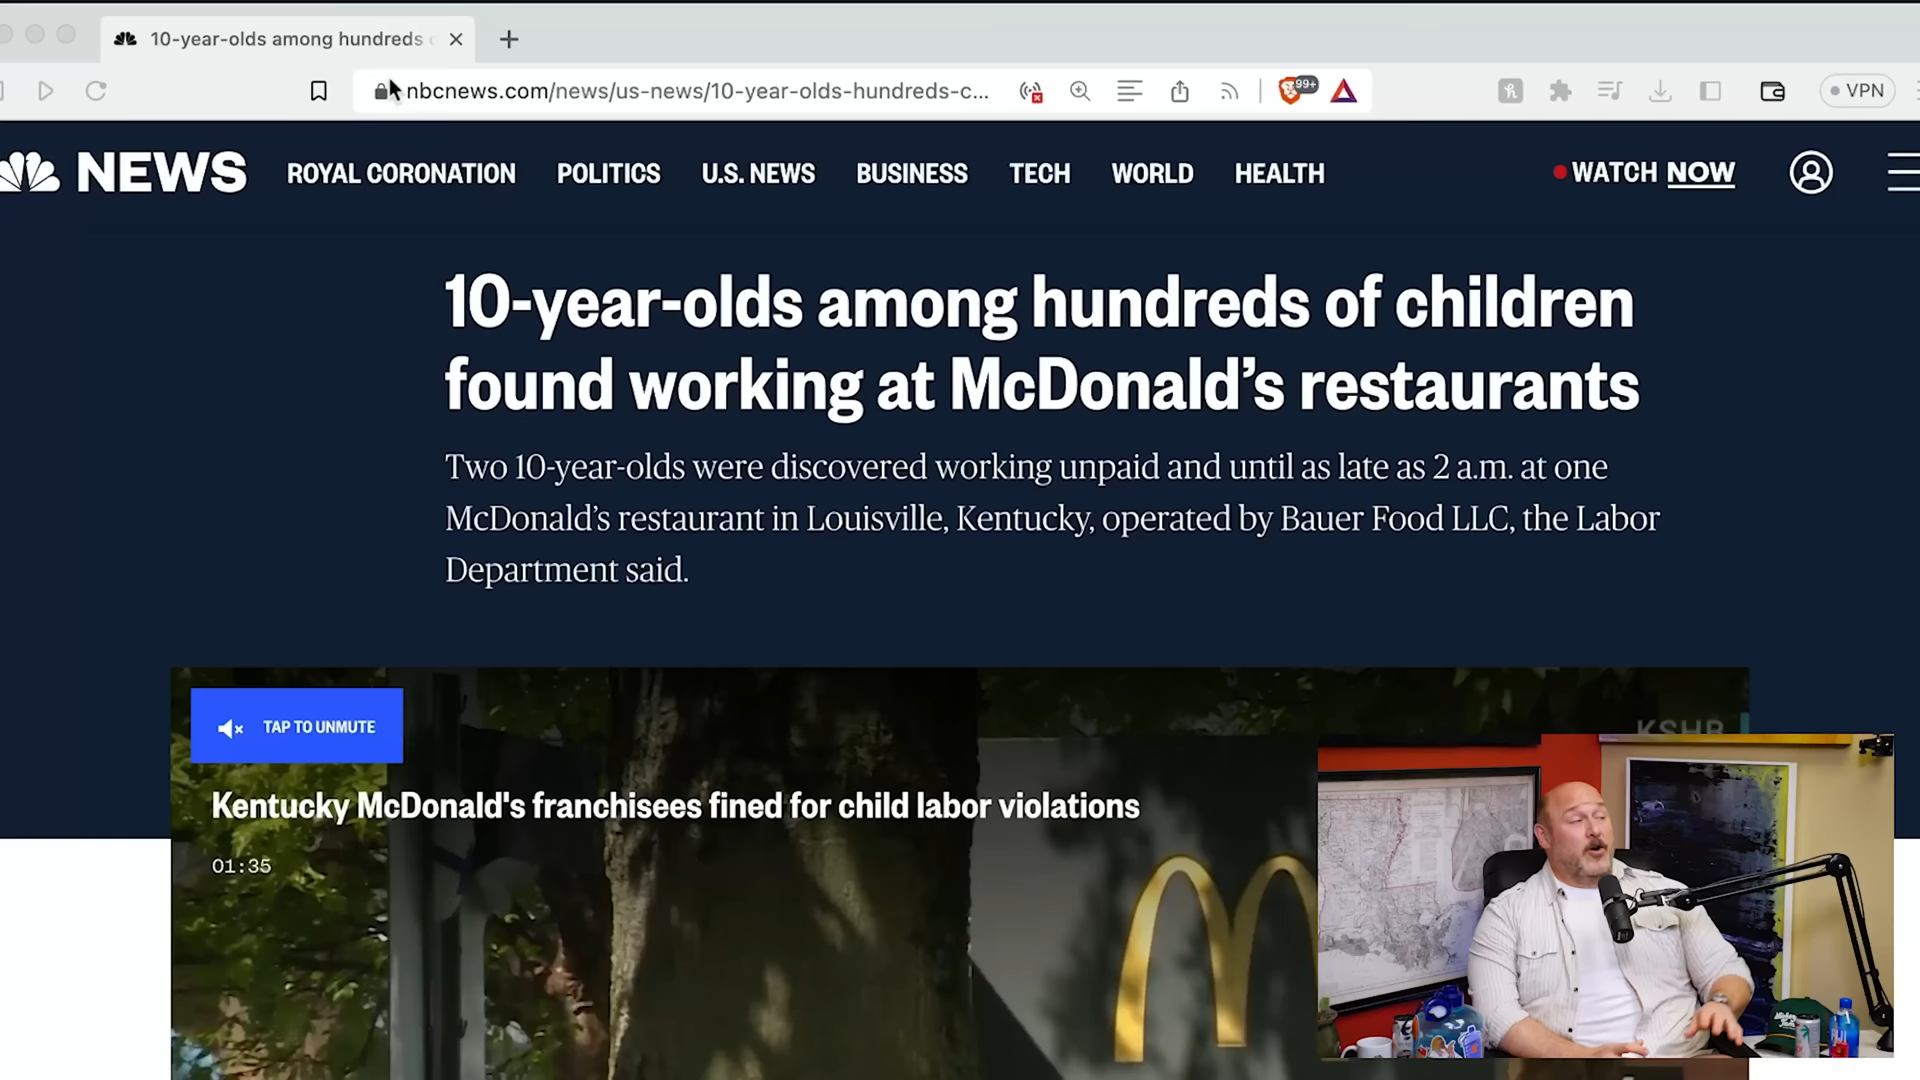 10-year-olds among hundreds
nbcnews.com/news/us-news/10-year-olds-hundreds-c...
99+
VPN
NEWS
ROYAL CORONATION
POLITICS
U.S. NEWS
BUSINESS
TECH
WORLD
HEALTH
WATCH NOW
10-year-olds among hundreds of children
found working at McDonald’s restaurants
Two 10-year-olds were discovered working unpaid and until as late as 2 a.m. at one
McDonald’s restaurant in Louisville, Kentucky, operated by Bauer Food LLC, the Labor
Department said.
TAP TO UNMUTE
KSHB
Kentucky McDonald's franchisees fined for child labor violations
01:35